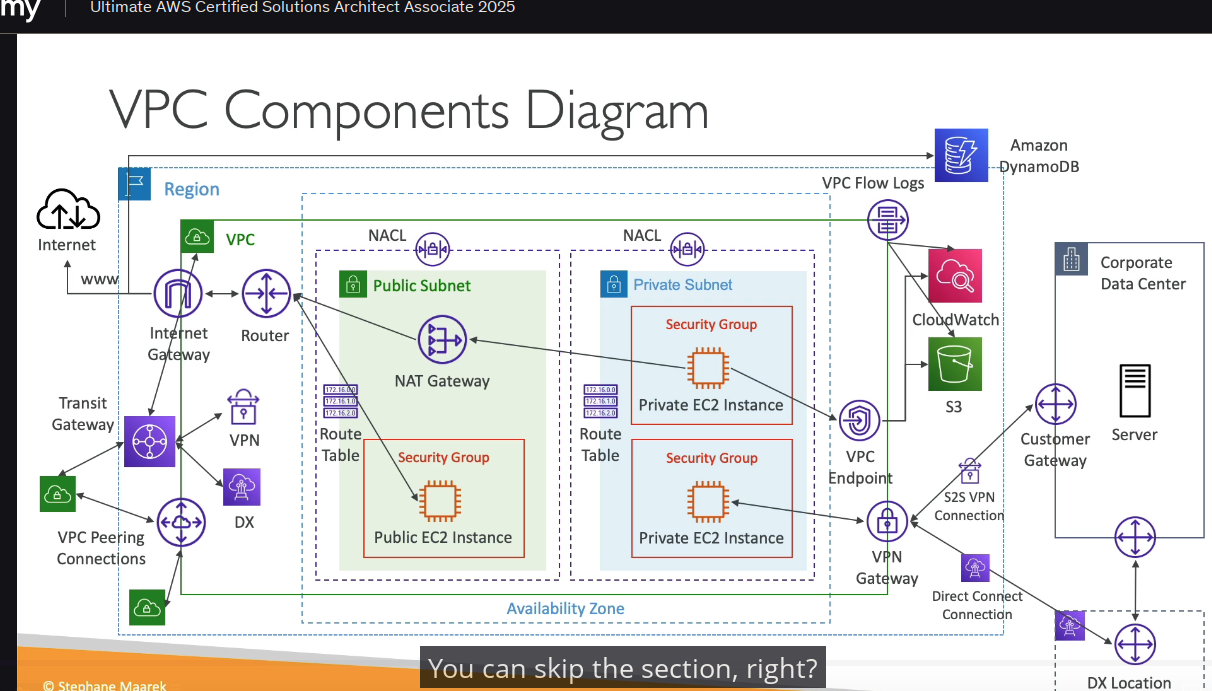 my
Ultimate AWS Certified Solutions Architect Associate 2025
VPC Components Diagram
Amazon
DynamoDB
Region
VPC Flow Logs
Internet
VPC
NACL
NACL
www
Public Subnet
Private Subnet
Corporate
Data Center
Internet
Gateway
Router
Security Group
CloudWatch
NAT Gateway
172.16.0.0
172.16.1.0
172.16.2.0
172.16.0.0
172.16.1.0
172.16.2.0
Private EC2 Instance
S3
Transit
Gateway
VPN
Route
Table
Route
Table
Server
Customer
Gateway
Security Group
Security Group
VPC
Endpoint
S2S VPN
Connection
DX
VPC Peering
Connections
Public EC2 Instance
Private EC2 Instance
VPN
Gateway
Direct Connect
Connection
Availability Zone
You can skip the section, right?
© Stephane Maarek
DX Location